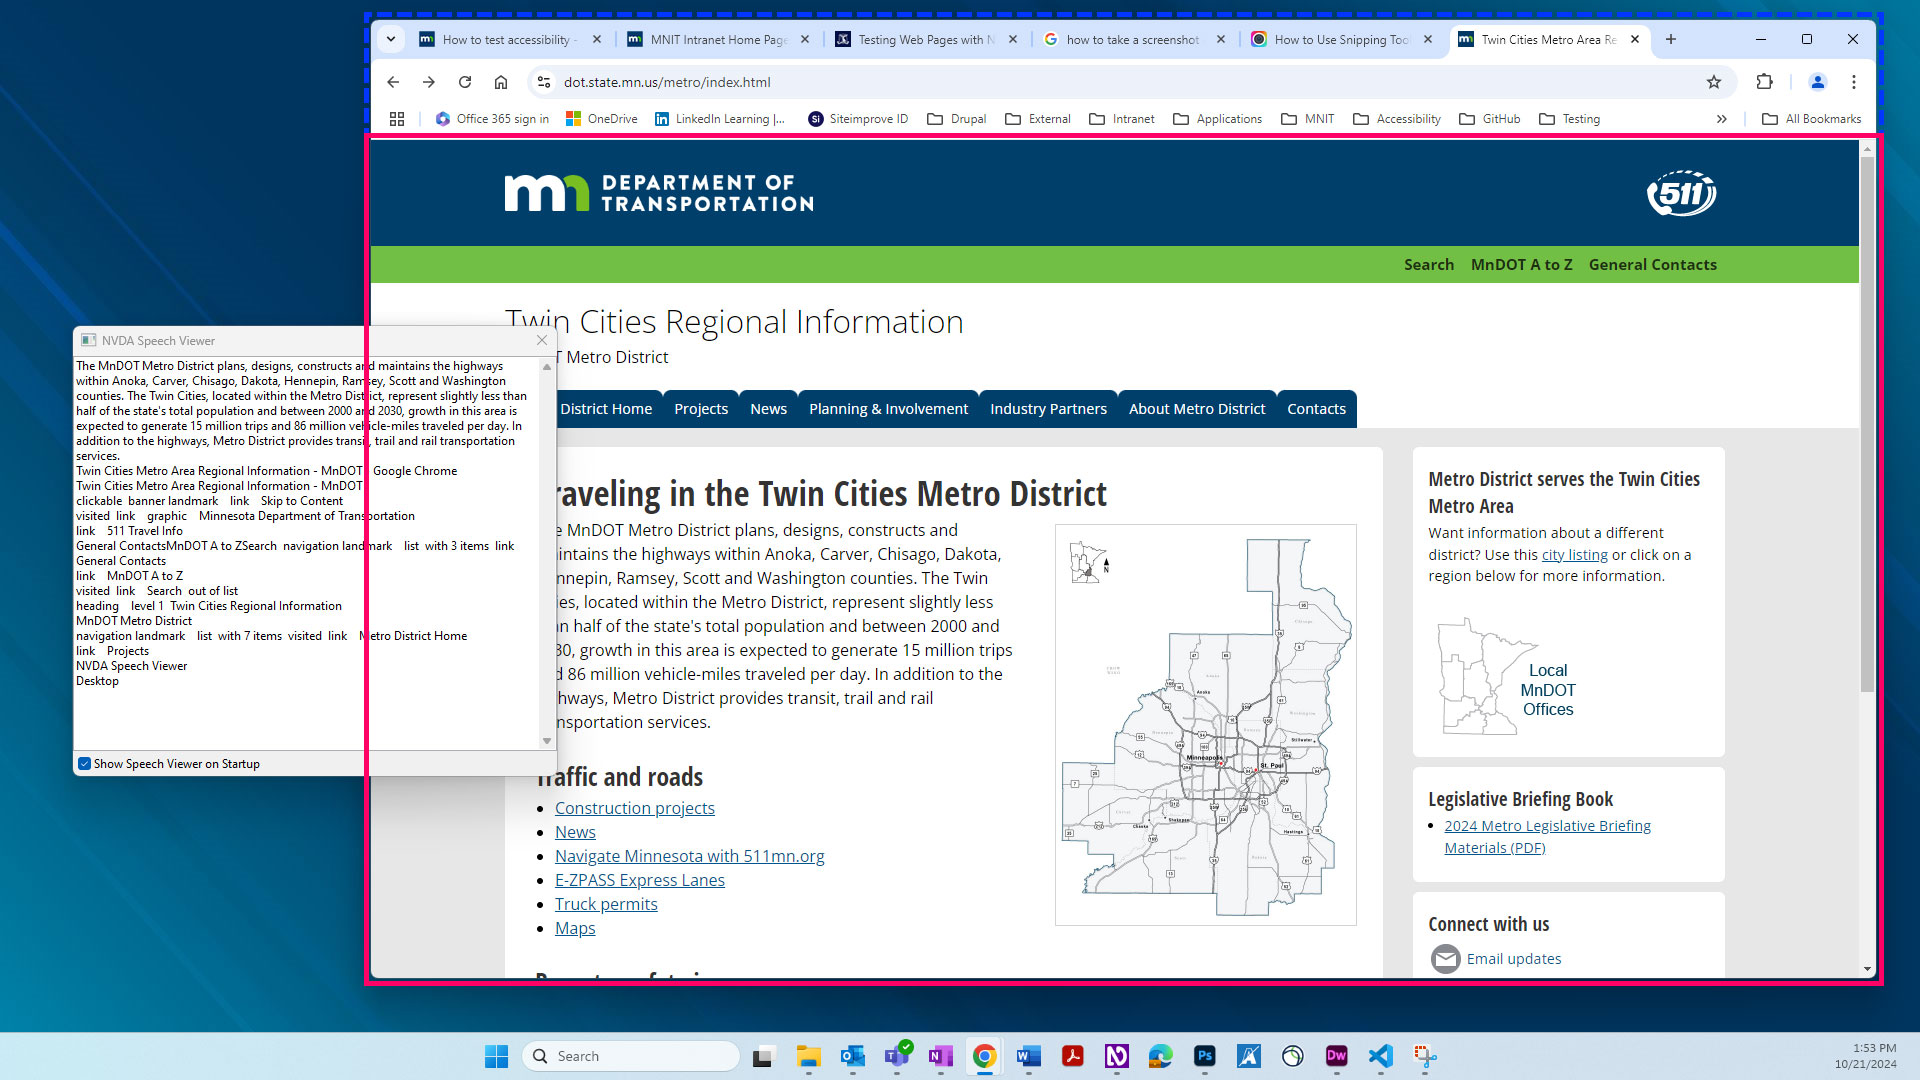 How to test accessibility -
MNIT Intranet Home Page
Testing Web Pages with N
how to take a screenshot
How to Use Snipping Too
Twin Cities Metro Area Re
dot.state.mn.us/metro/index.html
Office 365 sign in
OneDrive
LinkedIn Learning |...
Siteimprove ID
Drupal
External
Intranet
Applications
MNIT
Accessibility
GitHub
Testing
All Bookmarks
mn DEPARTMENT OF
TRANSPORTATION
511
Search MnDOT A to Z General Contacts
Twin Cities Regional Information
T Metro District
District Home Projects News Planning & Involvement Industry Partners About Metro District Contacts
NVDA Speech Viewer
The MnDOT Metro District plans, designs, constructs and maintains the highways
within Anoka, Carver, Chisago, Dakota, Hennepin, Ramsey, Scott and Washington
counties. The Twin Cities, located within the Metro District, represent slightly less than
half of the state's total population and between 2000 and 2030, growth in this area is
expected to generate 15 million trips and 86 million vehicle-miles traveled per day. In
addition to the highways, Metro District provides transit, trail and rail transportation
services.
Twin Cities Metro Area Regional Information - MnDOT - Google Chrome
Twin Cities Metro Area Regional Information - MnDOT
clickable banner landmark link Skip to Content
visited link graphic Minnesota Department of Transportation
link 511 Travel Info
General ContactsMnDOT A to ZSearch navigation landmark list with 3 items link
General Contacts
link MnDOT A to Z
visited link Search out of list
heading level 1 Twin Cities Regional Information
MnDOT Metro District
navigation landmark list with 7 items visited link Metro District Home
link Projects
NVDA Speech Viewer
Desktop
Show Speech Viewer on Startup
raveling in the Twin Cities Metro District
e MnDOT Metro District plans, designs, constructs and
intains the highways within Anoka, Carver, Chisago, Dakota,
nnepin, Ramsey, Scott and Washington counties. The Twin
ies, located within the Metro District, represent slightly less
n half of the state's total population and between 2000 and
30, growth in this area is expected to generate 15 million trips
d 86 million vehicle-miles traveled per day. In addition to the
hways, Metro District provides transit, trail and rail
nsportation services.
Traffic and roads
Construction projects
News
Navigate Minnesota with 511mn.org
E-ZPASS Express Lanes
Truck permits
Maps
N
Minneapolis
St. Paul
Stillwater
Anoka
Chaska
Shakopee
Hastings
Metro District serves the Twin Cities
Metro Area
Want information about a different
district? Use this city listing or click on a
region below for more information.
Local
MnDOT
Offices
Legislative Briefing Book
2024 Metro Legislative Briefing
Materials (PDF)
Connect with us
Email updates
Search
1:53 PM
10/21/2024